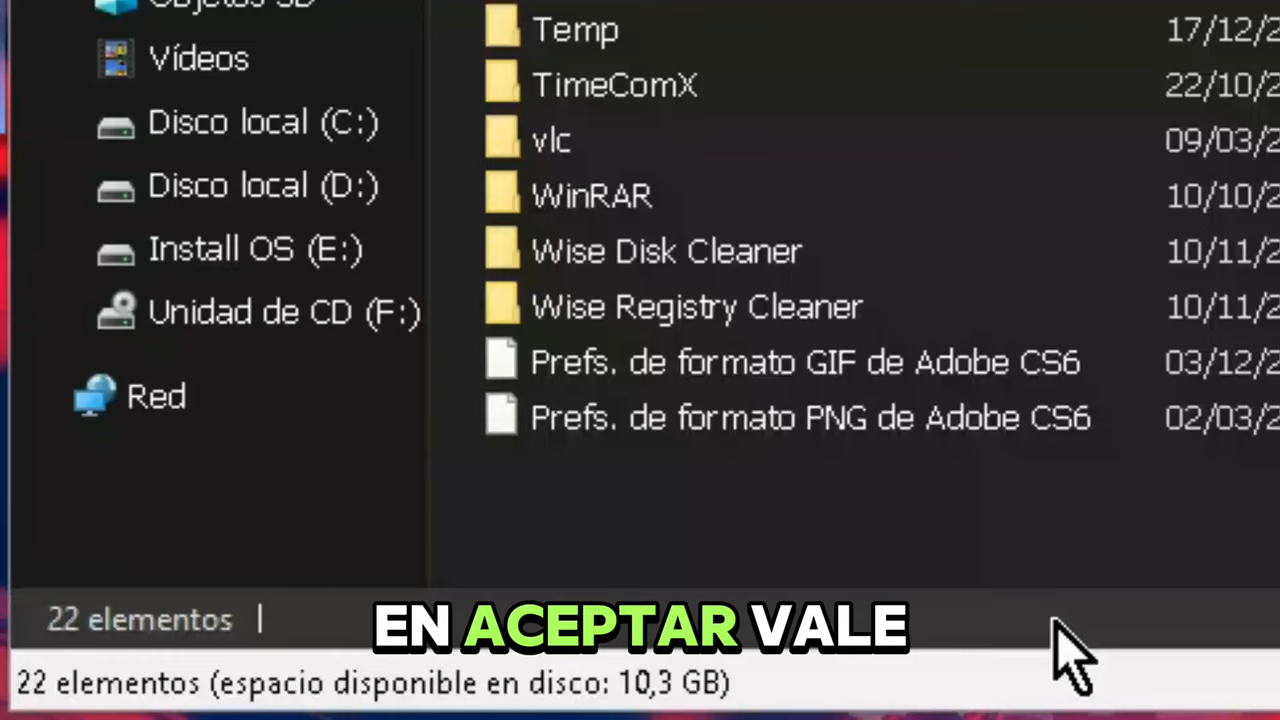 Objetos 3D
Vídeos
Disco local (C:)
Disco local (D:)
Install OS (E:)
Unidad de CD (F:)
Red
Temp 17/12/2
TimeComX 22/10/2
vlc 09/03/2
WinRAR 10/10/2
Wise Disk Cleaner 10/11/2
Wise Registry Cleaner 10/11/2
Prefs. de formato GIF de Adobe CS6 03/12/2
Prefs. de formato PNG de Adobe CS6 02/03/2
22 elementos
EN ACEPTAR VALE
22 elementos (espacio disponible en disco: 10,3 GB)